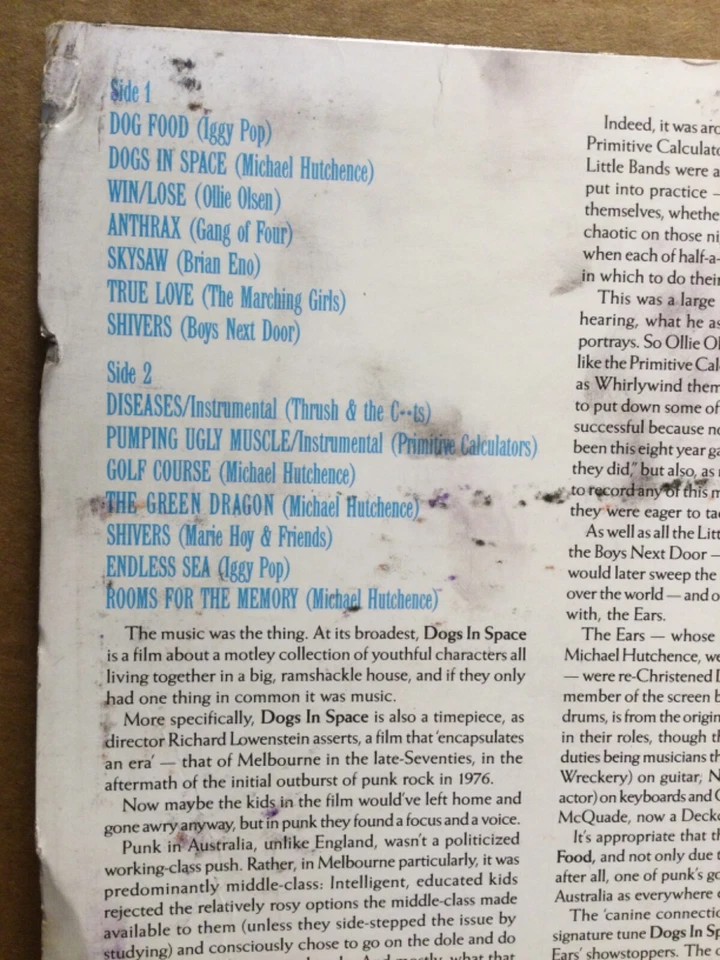 Side 1
DOG FOOD (Iggy Pop)
DOGS IN SPACE (Michael Hutchence)
WIN/LOSE (Ollie Olsen)
ANTHRAX (Gang of Four)
SKYSAW (Brian Eno)
TRUE LOVE (The Marching Girls)
SHIVERS (Boys Next Door)
Side 2
DISEASES/Instrumental (Thrush & the C••ts)
PUMPING UGLY MUSCLE/Instrumental (Primitive Calculators)
GOLF COURSE (Michael Hutchence)
THE GREEN DRAGON (Michael Hutchence)
SHIVERS (Marie Hoy & Friends)
ENDLESS SEA (Iggy Pop)
ROOMS FOR THE MEMORY (Michael Hutchence)
The music was the thing. At its broadest, Dogs In Space
is a film about a motley collection of youthful characters all
living together in a big, ramshackle house, and if they only
had one thing in common it was music.
More specifically, Dogs In Space is also a timepiece, as
director Richard Lowenstein asserts, a film that 'encapsulates
an era' — that of Melbourne in the late-Seventies, in the
aftermath of the initial outburst of punk rock in 1976.
Now maybe the kids in the film would've left home and
gone awry anyway, but in punk they found a focus and a voice.
Punk in Australia, unlike England, wasn't a politicized
working-class push. Rather, in Melbourne particularly, it was
predominantly middle-class: Intelligent, educated kids
rejected the relatively rosy options the middle-class made
available to them (unless they side-stepped the issue by
studying) and consciously chose to go on the dole and do
Indeed, it was
Primitive
Little Bands were
put into practice —
themselves,
chaotic on those
when each of
in which to do their
This was a large
hearing, what he
portrays. So Ollie
like the Primitive
as Whirlywind
to put down some of
successful because
been this eight year
they did," but also, as
to record any of this
they were eager to
As well as all the
the Boys Next Door —
would later sweep the
over the world — and
with, the Ears.
The Ears — whose
Michael Hutchence,
— were re-Christened
member of the screen
drums, is from the
in their roles, though
duties being musicians
Wreckery) on guitar,
actor) on keyboards and
McQuade, now a
It's appropriate that
Food, and not only due
after all, one of punk's
Australia as everywhere
The 'canine
signature tune Dogs In
Ears' showstoppers. The